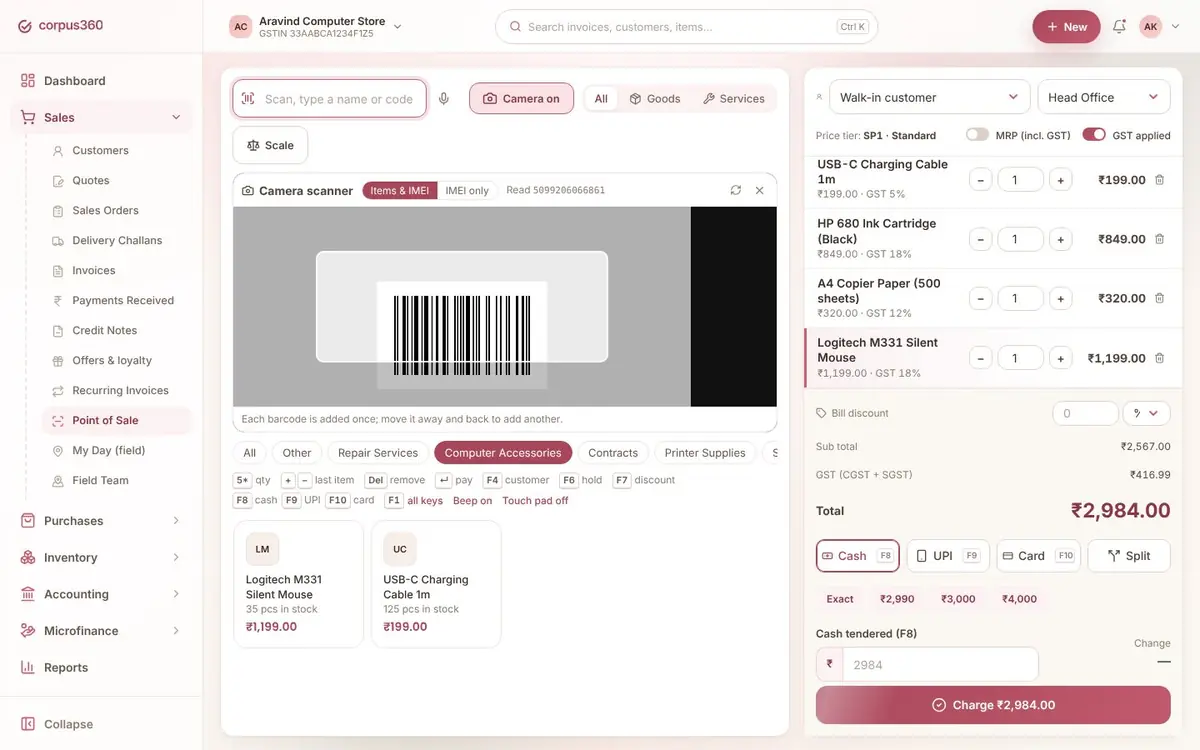 corpus360
AC
Aravind Computer Store
GSTIN 33AABCA1234F1Z5
Search invoices, customers, items...
Ctrl K
+ New
AK
Dashboard
Sales
Customers
Quotes
Sales Orders
Delivery Challans
Invoices
Payments Received
Credit Notes
Offers & loyalty
Recurring Invoices
Point of Sale
My Day (field)
Field Team
Purchases
Inventory
Accounting
Microfinance
Reports
Collapse
Scan, type a name or code
Camera on
All
Goods
Services
Scale
Camera scanner
Items & IMEI
IMEI only
Read 5099206066861
Each barcode is added once; move it away and back to add another.
All
Other
Repair Services
Computer Accessories
Contracts
Printer Supplies
S
5* qty + - last item Del remove ↵ pay F4 customer F6 hold F7 discount
F8 cash F9 UPI F10 card F1 all keys Beep on Touch pad off
LM
Logitech M331
Silent Mouse
35 pcs in stock
₹1,199.00
UC
USB-C Charging
Cable 1m
125 pcs in stock
₹199.00
Walk-in customer
Head Office
Price tier: SP1 · Standard
MRP (incl. GST)
GST applied
USB-C Charging Cable
1m
₹199.00 · GST 5%
- 1 + ₹199.00
HP 680 Ink Cartridge
(Black)
₹849.00 · GST 18%
- 1 + ₹849.00
A4 Copier Paper (500
sheets)
₹320.00 · GST 12%
- 1 + ₹320.00
Logitech M331 Silent
Mouse
₹1,199.00 · GST 18%
- 1 + ₹1,199.00
Bill discount
0
%
Sub total ₹2,567.00
GST (CGST + SGST) ₹416.99
Total ₹2,984.00
Cash F8
UPI F9
Card F10
Split
Exact
₹2,990
₹3,000
₹4,000
Cash tendered (F8)
Change
₹ 2984
—
Charge ₹2,984.00